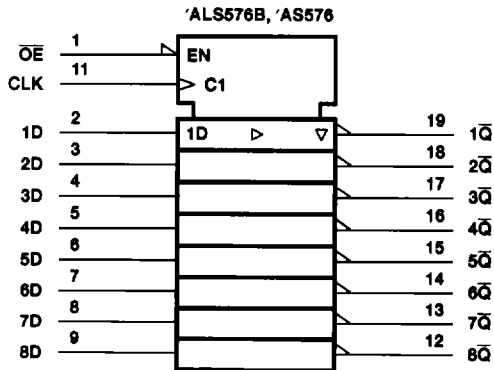 'ALS576B, 'AS576
O̅E̅ 1 EN
CLK 11 C1
1D 2 1D 19 1Q̅
2D 3 18 2Q̅
3D 4 17 3Q̅
4D 5 16 4Q̅
5D 6 15 5Q̅
6D 7 14 6Q̅
7D 8 13 7Q̅
8D 9 12 8Q̅